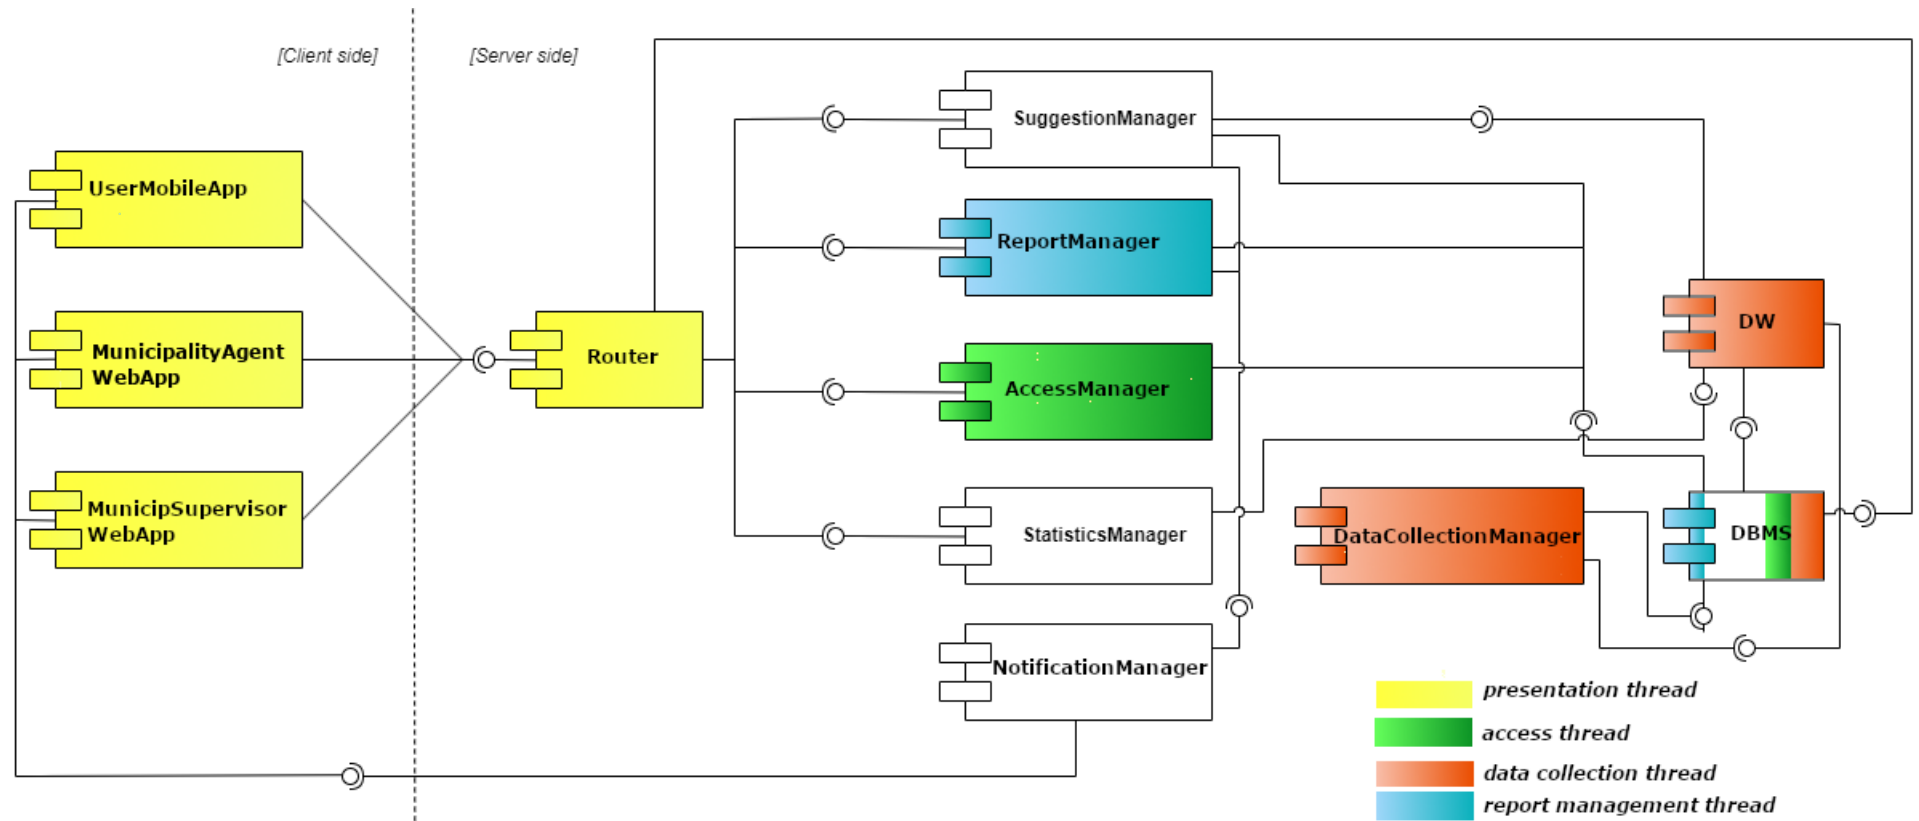 [Client side]
[Server side]
SuggestionManager
UserMobileApp
ReportManager
DW
MunicipalityAgent
WebApp
Router
AccessManager
MunicipSupervisor
WebApp
StatisticsManager
DataCollectionManager
DBMS
NotificationManager
presentation thread
access thread
data collection thread
report management thread